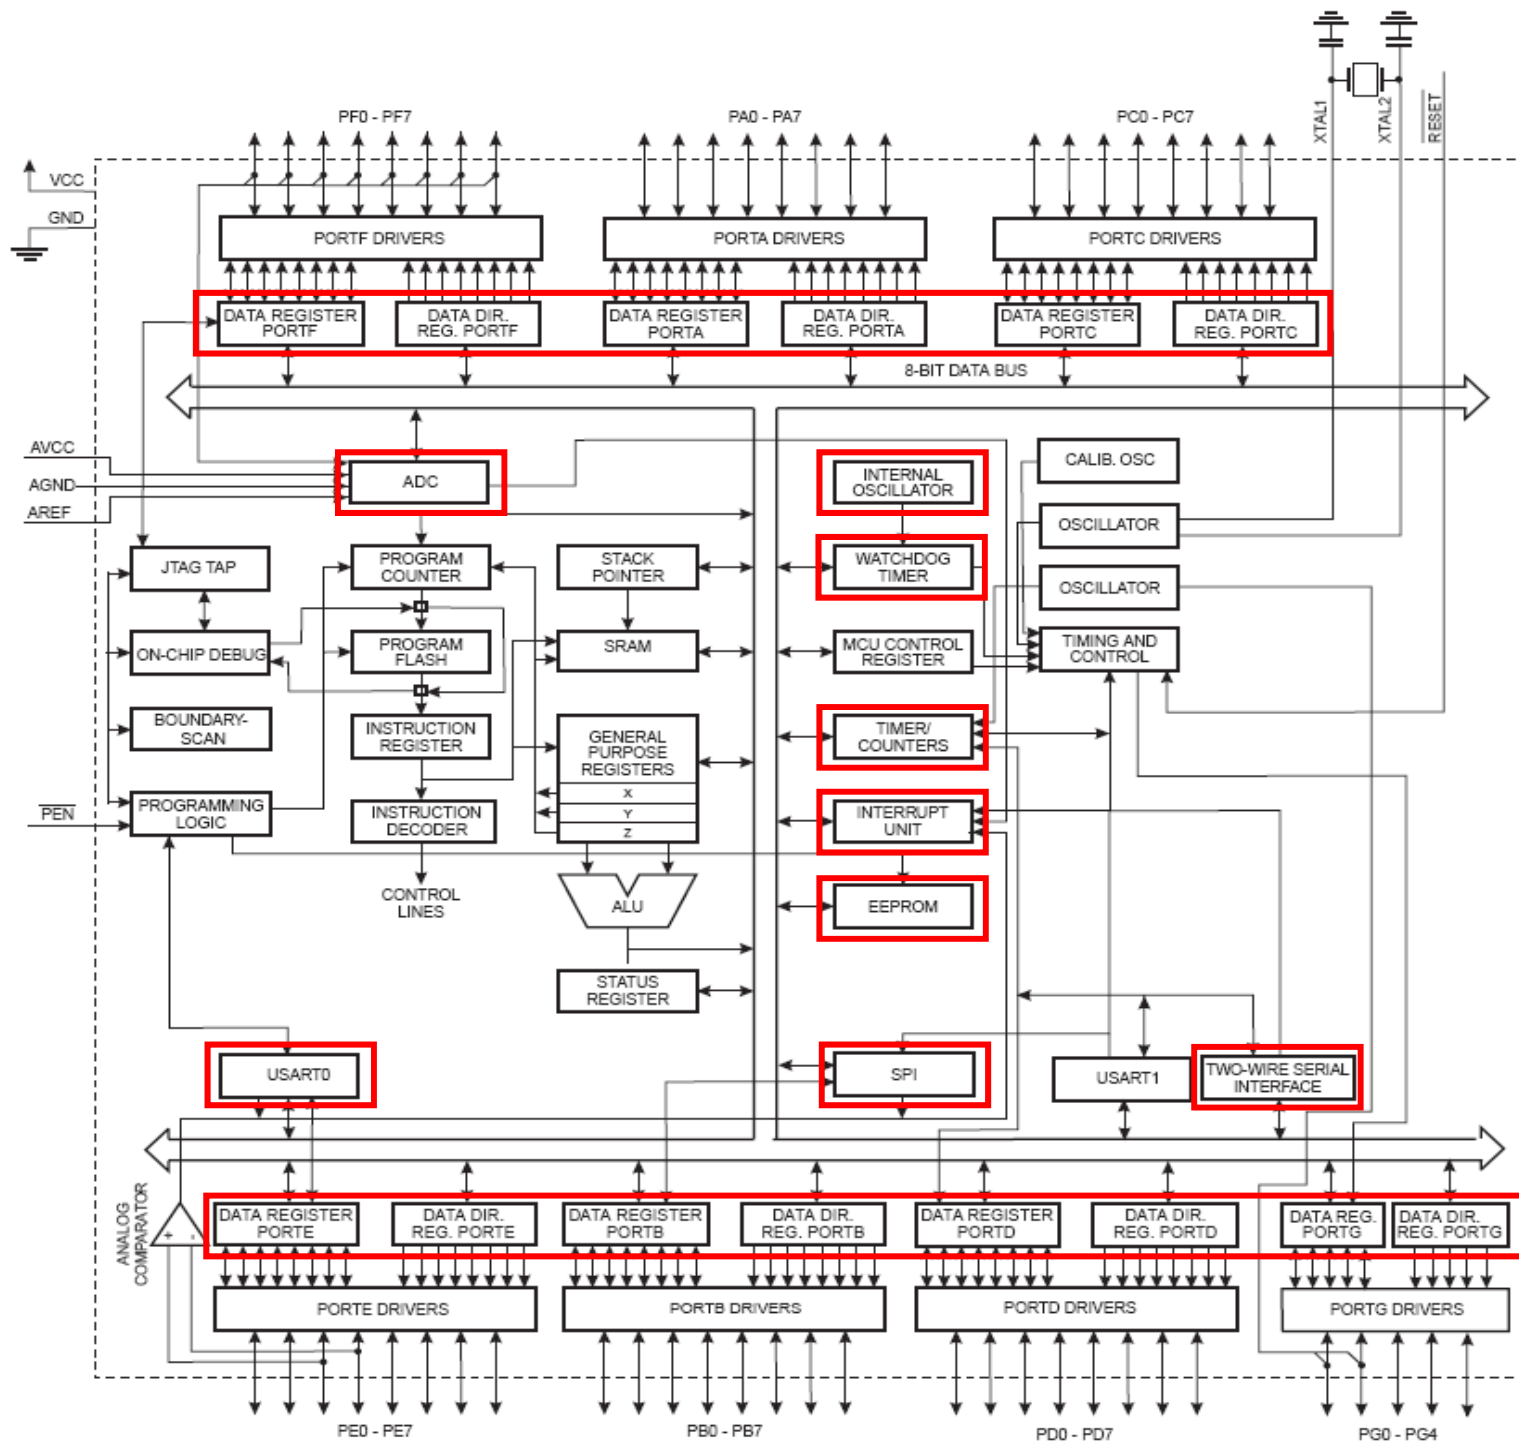 XTAL1
XTAL2
RESET
PF0 - PF7
PA0 - PA7
PC0 - PC7
VCC
GND
PORTF DRIVERS
PORTA DRIVERS
PORTC DRIVERS
DATA REGISTER
PORTF
DATA DIR.
REG. PORTF
DATA REGISTER
PORTA
DATA DIR.
REG. PORTA
DATA REGISTER
PORTC
DATA DIR.
REG. PORTC
8-BIT DATA BUS
AVCC
AGND
AREF
ADC
INTERNAL
OSCILLATOR
CALIB. OSC
OSCILLATOR
JTAG TAP
PROGRAM
COUNTER
STACK
POINTER
WATCHDOG
TIMER
OSCILLATOR
ON-CHIP DEBUG
PROGRAM
FLASH
SRAM
MCU CONTROL
REGISTER
TIMING AND
CONTROL
BOUNDARY-
SCAN
INSTRUCTION
REGISTER
GENERAL
PURPOSE
REGISTERS
X
Y
Z
TIMER/
COUNTERS
PEN
PROGRAMMING
LOGIC
INSTRUCTION
DECODER
INTERRUPT
UNIT
CONTROL
LINES
ALU
EEPROM
STATUS
REGISTER
USART0
SPI
USART1
TWO-WIRE SERIAL
INTERFACE
ANALOG
COMPARATOR
+
-
DATA REGISTER
PORTE
DATA DIR.
REG. PORTE
DATA REGISTER
PORTB
DATA DIR.
REG. PORTB
DATA REGISTER
PORTD
DATA DIR.
REG. PORTD
DATA REG.
PORTG
DATA DIR.
REG. PORTG
PORTE DRIVERS
PORTB DRIVERS
PORTD DRIVERS
PORTG DRIVERS
PE0 - PE7
PB0 - PB7
PD0 - PD7
PG0 - PG4